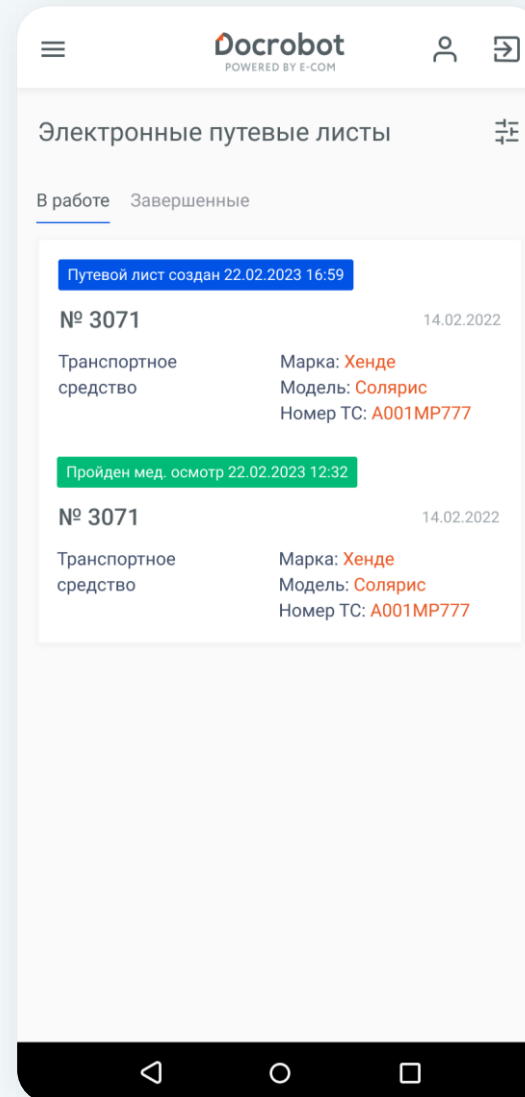 Docrobot
POWERED BY E-COM
Электронные путевые листы
В работе Завершенные
Путевой лист создан 22.02.2023 16:59
№ 3071 14.02.2022
Транспортное Марка: Хенде
средство Модель: Солярис
Номер ТС: А001МР777
Пройден мед. осмотр 22.02.2023 12:32
№ 3071 14.02.2022
Транспортное Марка: Хенде
средство Модель: Солярис
Номер ТС: А001МР777